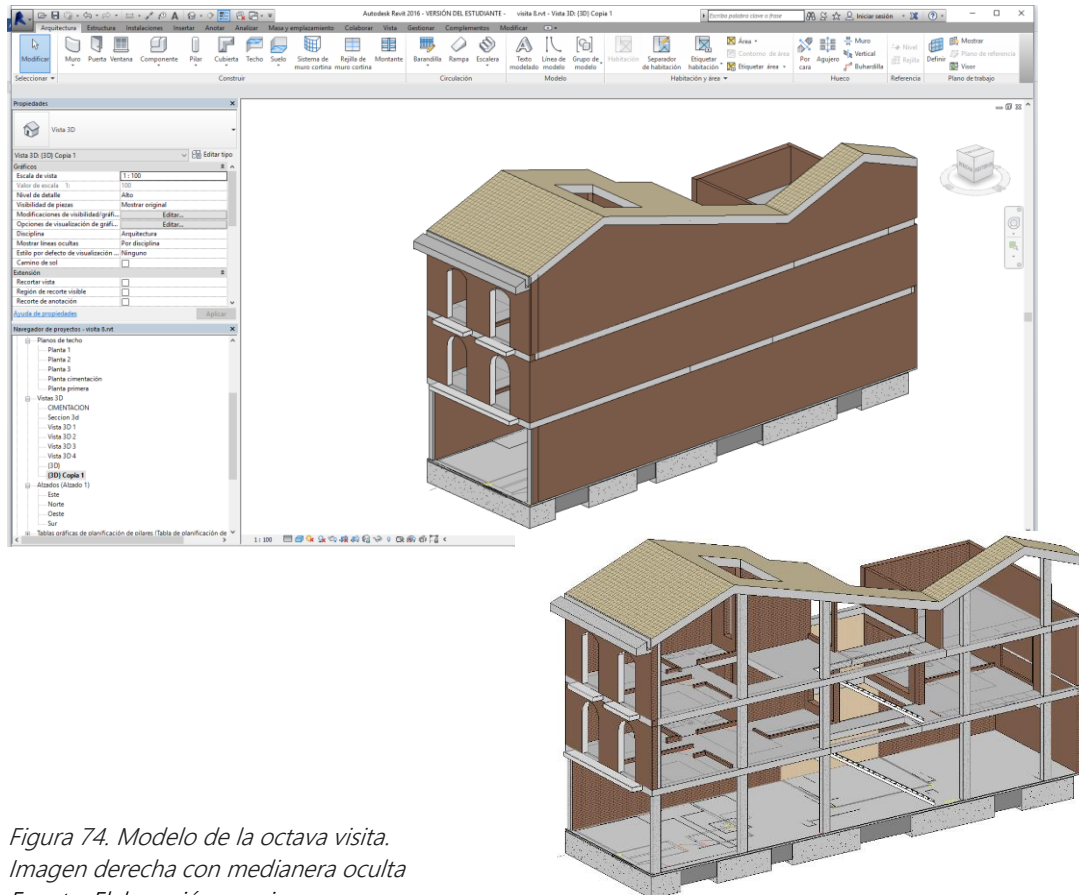 Autodesk Revit 2016 - VERSIÓN DEL ESTUDIANTE - visita 8.rvt - Vista 3D: {3D} Copia 1
Escriba palabra clave o frase
Iniciar sesión
Arquitectura Estructura Instalaciones Insertar Anotar Analizar Masa y emplazamiento Colaborar Vista Gestionar Complementos Modificar
Modificar Muro Puerta Ventana Componente Pilar Cubierta Techo Suelo Sistema de muro cortina Rejilla de muro cortina Montante Barandilla Rampa Escalera Texto modelado Línea de modelo Grupo de modelo Habitación Separador de habitación Etiquetar habitación Área Contorno de área Etiquetar área Por cara Agujero Muro Vertical Buhardilla Nivel Rejilla Definir Mostrar Plano de referencia Visor
Seleccionar Construir Circulación Modelo Habitación y área Hueco Referencia Plano de trabajo
Propiedades
Vista 3D
Vista 3D: {3D} Copia 1 Editar tipo
Gráficos
Escala de vista 1 : 100
Valor de escala 1: 100
Nivel de detalle Alto
Visibilidad de piezas Mostrar original
Modificaciones de visibilidad/gráfi... Editar...
Opciones de visualización de gráfi... Editar...
Disciplina Arquitectura
Mostrar líneas ocultas Por disciplina
Estilo por defecto de visualización ... Ninguno
Camino de sol
Extensión
Recortar vista
Región de recorte visible
Recorte de anotación
Ayuda de propiedades Aplicar
Navegador de proyectos - visita 8.rvt
Planos de techo
Planta 1
Planta 2
Planta 3
Planta cimentación
Planta primera
Vistas 3D
CIMENTACION
Seccion 3d
Vista 3D 1
Vista 3D 2
Vista 3D 3
Vista 3D 4
{3D}
{3D} Copia 1
Alzados (Alzado 1)
Este
Norte
Oeste
Sur
Tablas gráficas de planificación de pilares (Tabla de planificación de
1 : 100
Figura 74. Modelo de la octava visita.
Imagen derecha con medianera oculta